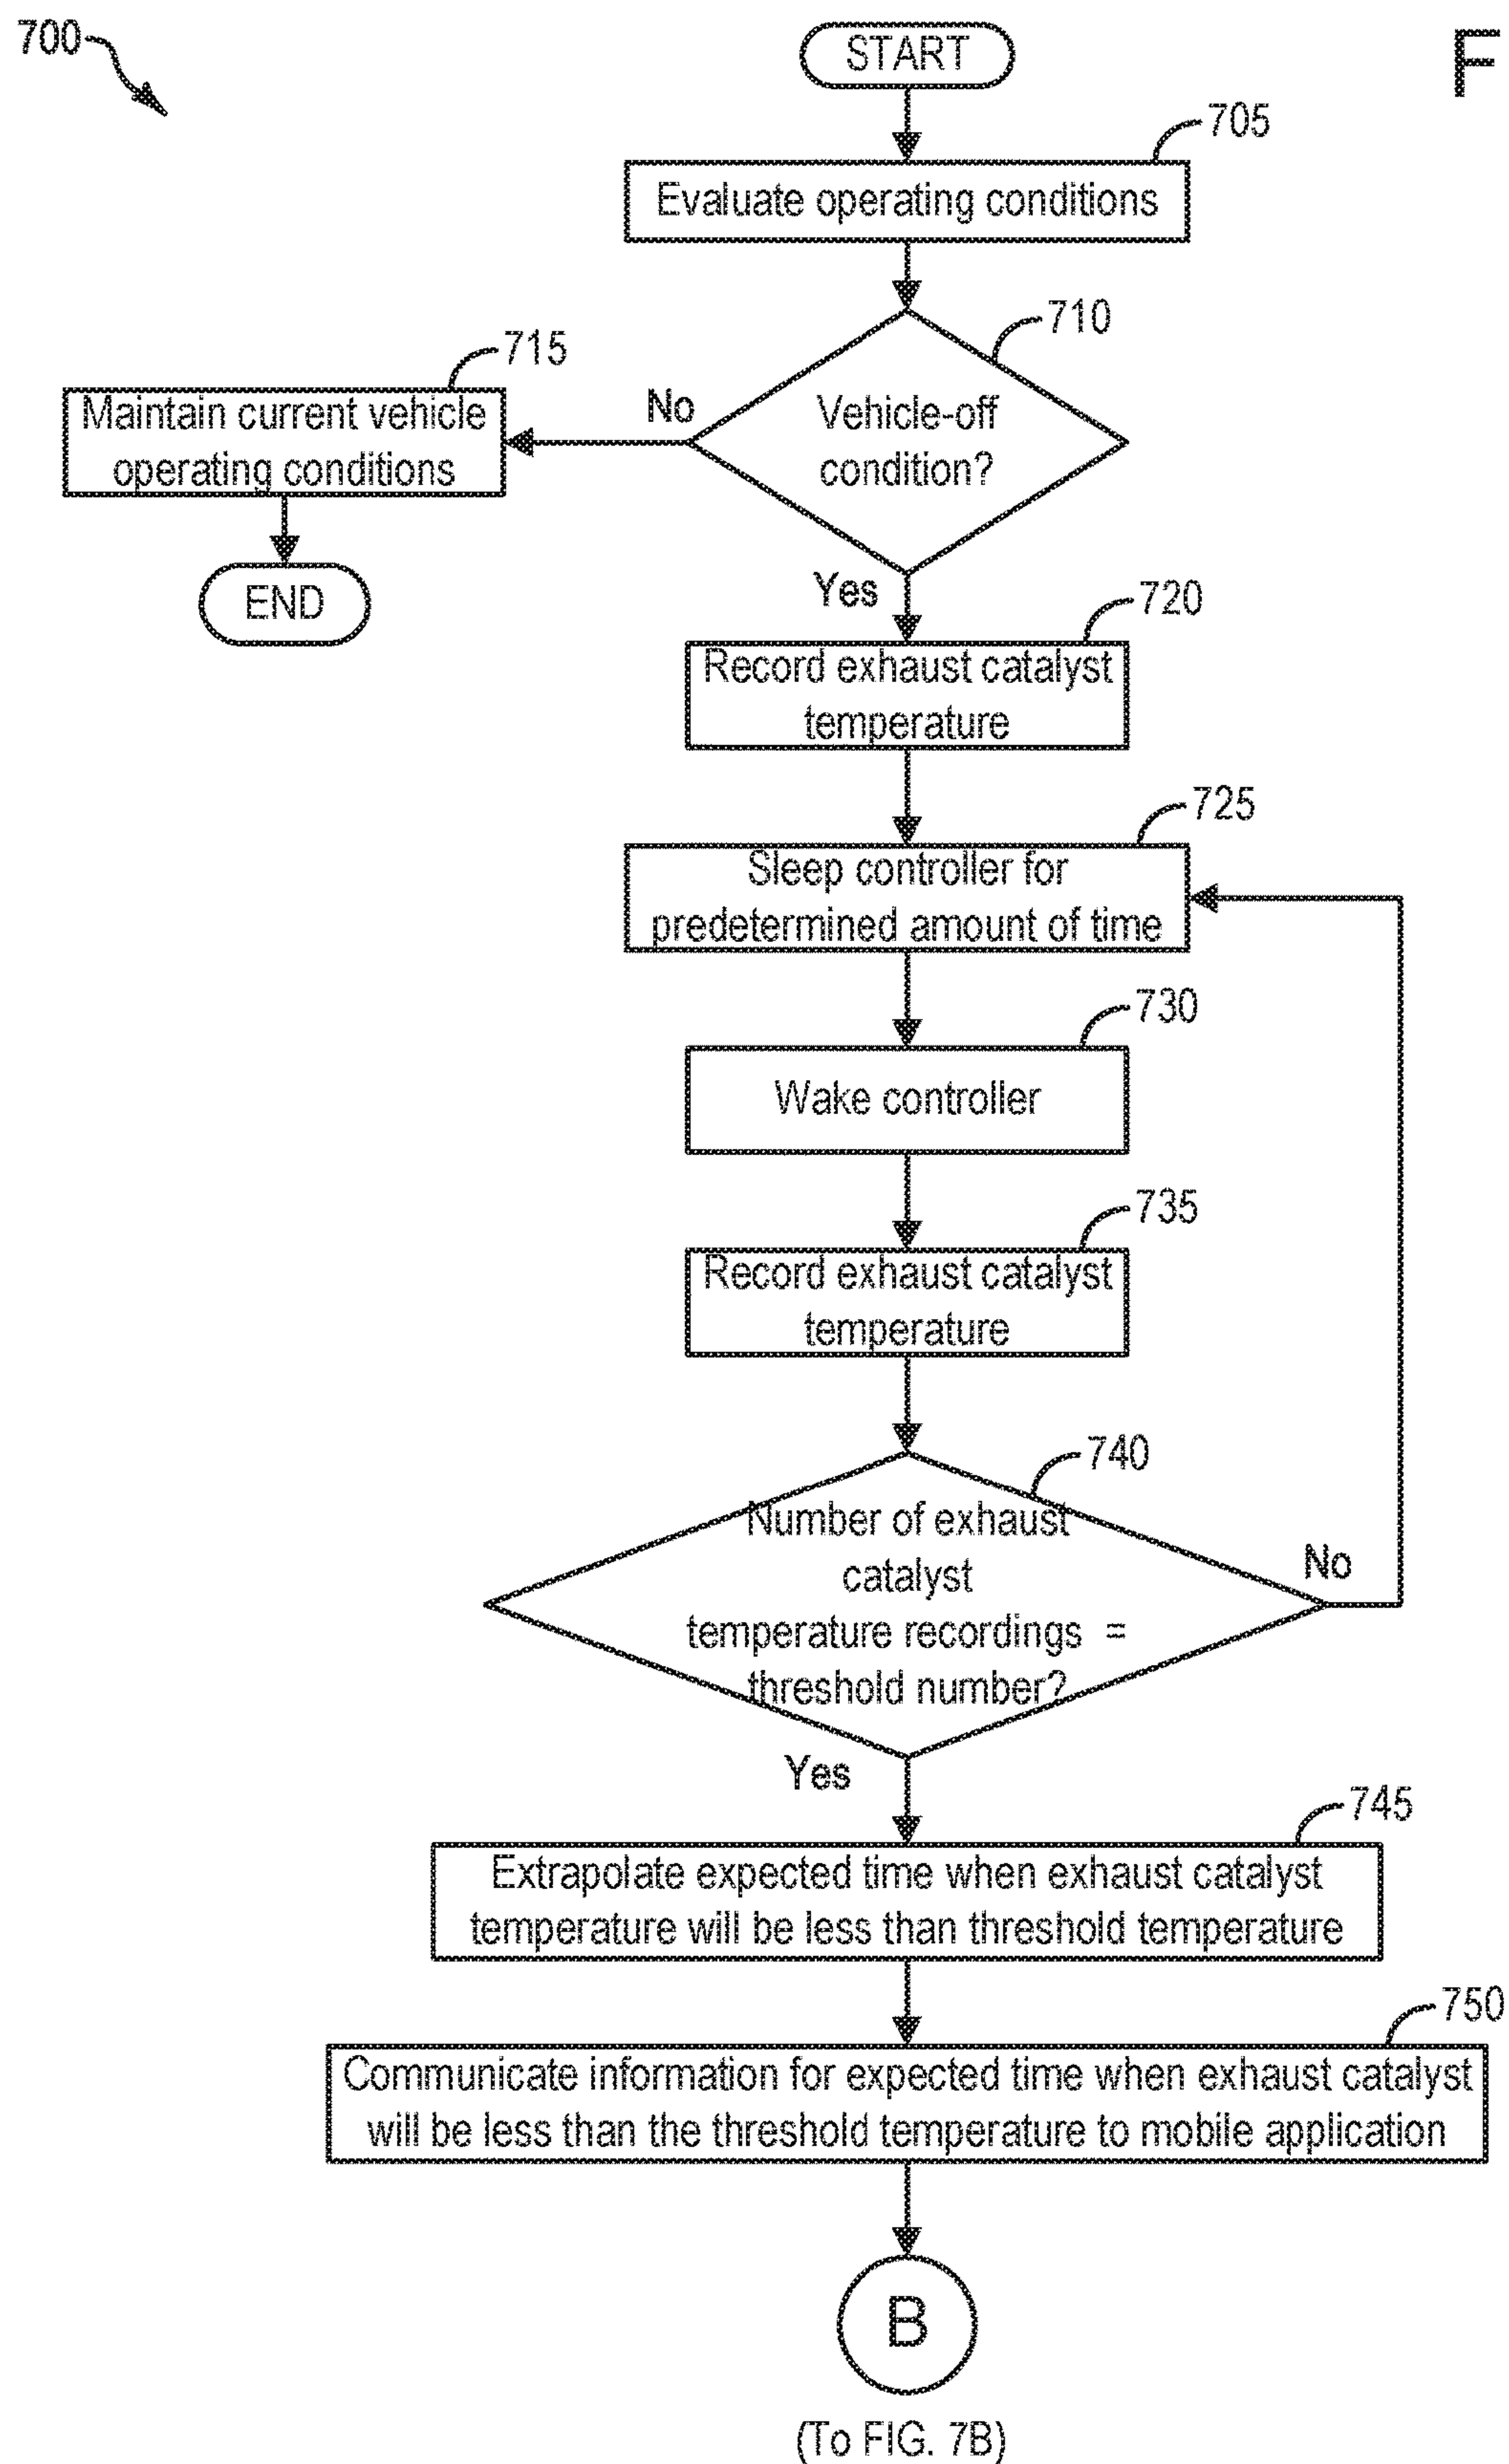 700
F
START
705
Evaluate operating conditions
710
715
Vehicle-off
condition?
No
Maintain current vehicle
operating conditions
END
Yes
720
Record exhaust catalyst
temperature
725
Sleep controller for
predetermined amount of time
730
Wake controller
735
Record exhaust catalyst
temperature
740
Number of exhaust
catalyst
temperature recordings =
threshold number?
No
Yes
745
Extrapolate expected time when exhaust catalyst
temperature will be less than threshold temperature
750
Communicate information for expected time when exhaust catalyst
will be less than the threshold temperature to mobile application
B
(To FIG. 7B)